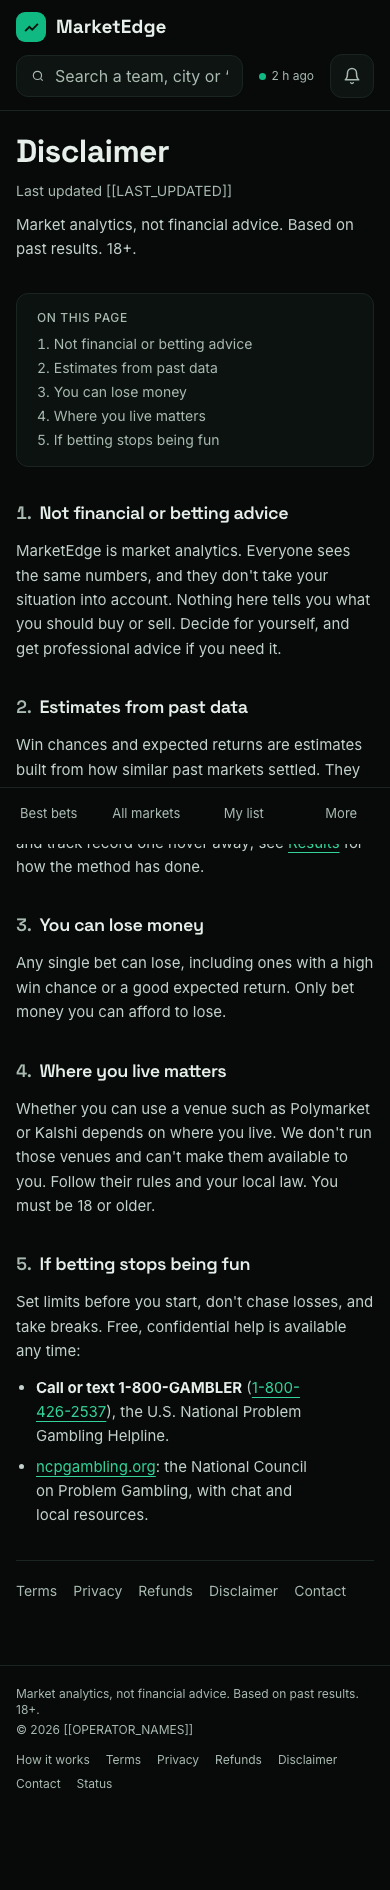 MarketEdge
Search a team, city or
2 h ago
Disclaimer
Last updated [[LAST_UPDATED]]
Market analytics, not financial advice. Based on
past results. 18+.
ON THIS PAGE
1. Not financial or betting advice
2. Estimates from past data
3. You can lose money
4. Where you live matters
5. If betting stops being fun
1. Not financial or betting advice
MarketEdge is market analytics. Everyone sees
the same numbers, and they don't take your
situation into account. Nothing here tells you what
you should buy or sell. Decide for yourself, and
get professional advice if you need it.
2. Estimates from past data
Win chances and expected returns are estimates
built from how similar past markets settled. They
Best bets All markets My list More
and track record one hover away; see Results for
how the method has done.
3. You can lose money
Any single bet can lose, including ones with a high
win chance or a good expected return. Only bet
money you can afford to lose.
4. Where you live matters
Whether you can use a venue such as Polymarket
or Kalshi depends on where you live. We don't run
those venues and can't make them available to
you. Follow their rules and your local law. You
must be 18 or older.
5. If betting stops being fun
Set limits before you start, don't chase losses, and
take breaks. Free, confidential help is available
any time:
• Call or text 1-800-GAMBLER (1-800-
426-2537), the U.S. National Problem
Gambling Helpline.
• ncpgambling.org: the National Council
on Problem Gambling, with chat and
local resources.
Terms Privacy Refunds Disclaimer Contact
Market analytics, not financial advice. Based on past results.
18+.
© 2026 [[OPERATOR_NAMES]]
How it works Terms Privacy Refunds Disclaimer
Contact Status